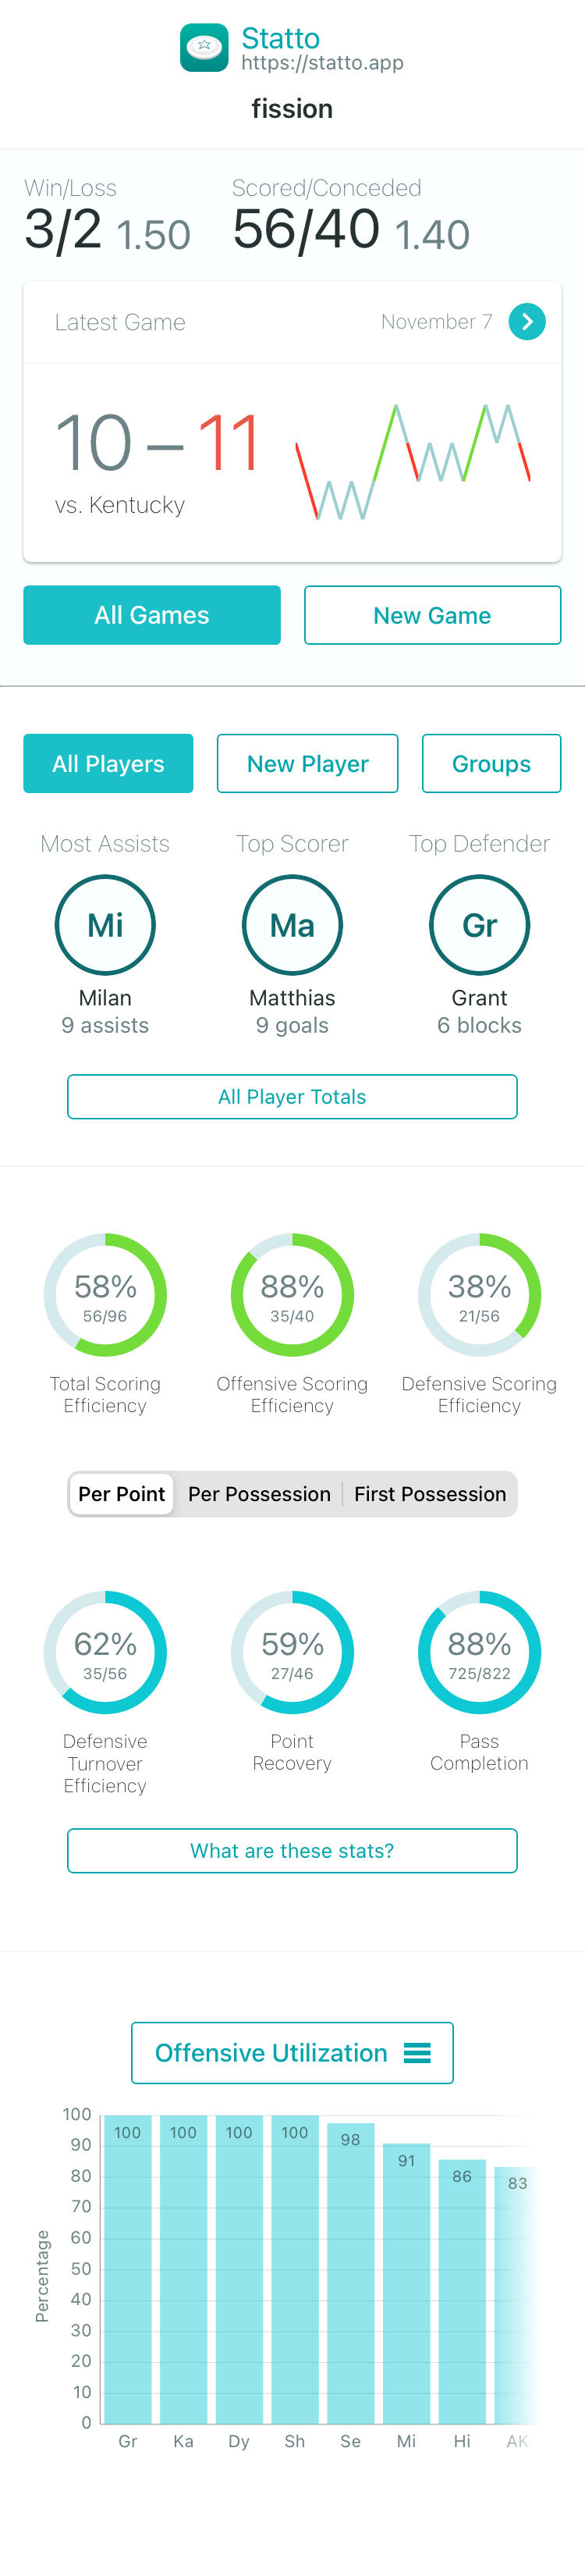 Statto
https://statto.app
fission
Win/Loss
3/2 1.50
Scored/Conceded
56/40 1.40
Latest Game
November 7
10 – 11
vs. Kentucky
All Games
New Game
All Players
New Player
Groups
Most Assists
Top Scorer
Top Defender
Mi
Ma
Gr
Milan
Matthias
Grant
9 assists
9 goals
6 blocks
All Player Totals
58%
56/96
Total Scoring
Efficiency
88%
35/40
Offensive Scoring
Efficiency
38%
21/56
Defensive Scoring
Efficiency
Per Point
Per Possession
First Possession
62%
35/56
Defensive
Turnover
Efficiency
59%
27/46
Point
Recovery
88%
725/822
Pass
Completion
What are these stats?
Offensive Utilization
Percentage
100
90
80
70
60
50
40
30
20
10
0
100
100
100
100
98
91
86
83
Gr
Ka
Dy
Sh
Se
Mi
Hi
AK